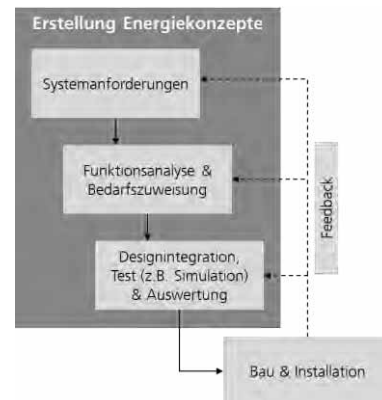 Erstellung Energiekonzepte
Systemanforderungen
Funktionsanalyse &
Bedarfszuweisung
Designintegration,
Test (z.B. Simulation)
& Auswertung
Feedback
Bau & Installation